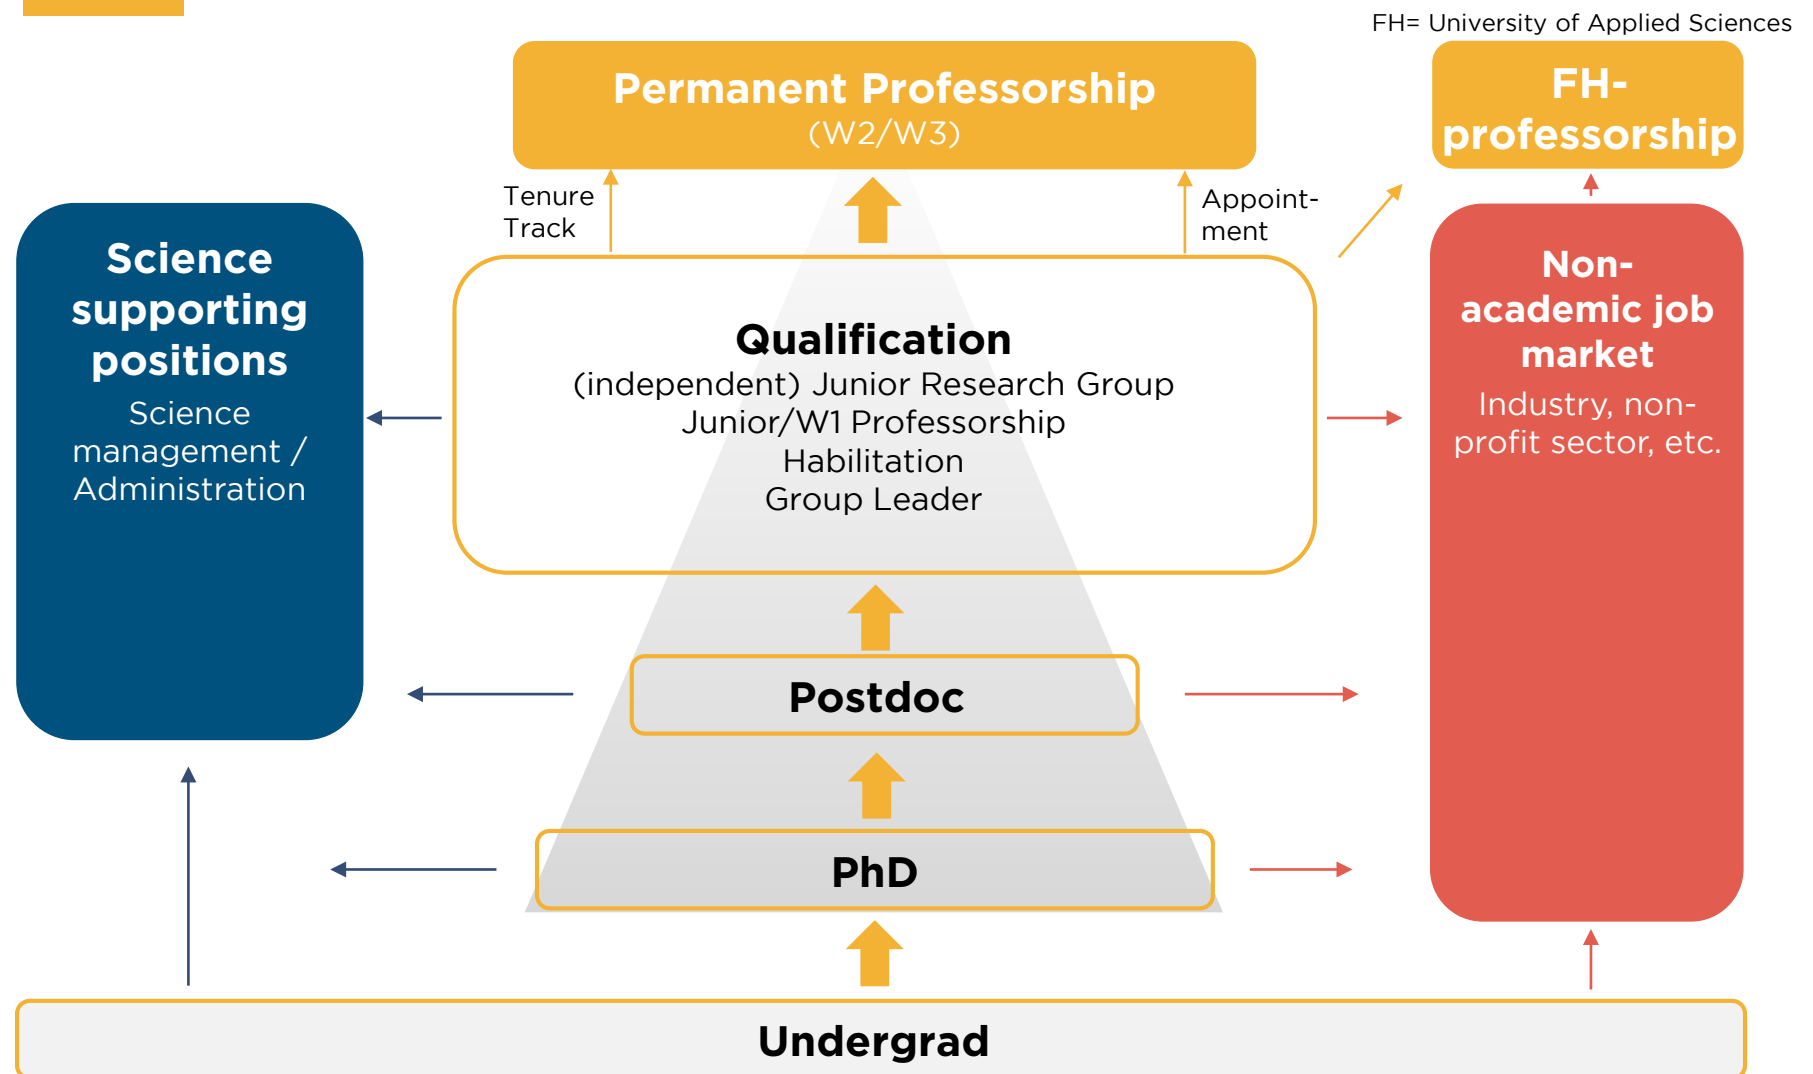 FH= University of Applied Sciences
Permanent Professorship
(W2/W3)
FH-
professorship
Tenure
Track
Appoint-
ment
Science
supporting
positions
Science
management /
Administration
Qualification
(independent) Junior Research Group
Junior/W1 Professorship
Habilitation
Group Leader
Non-
academic job
market
Industry, non-
profit sector, etc.
Postdoc
PhD
Undergrad